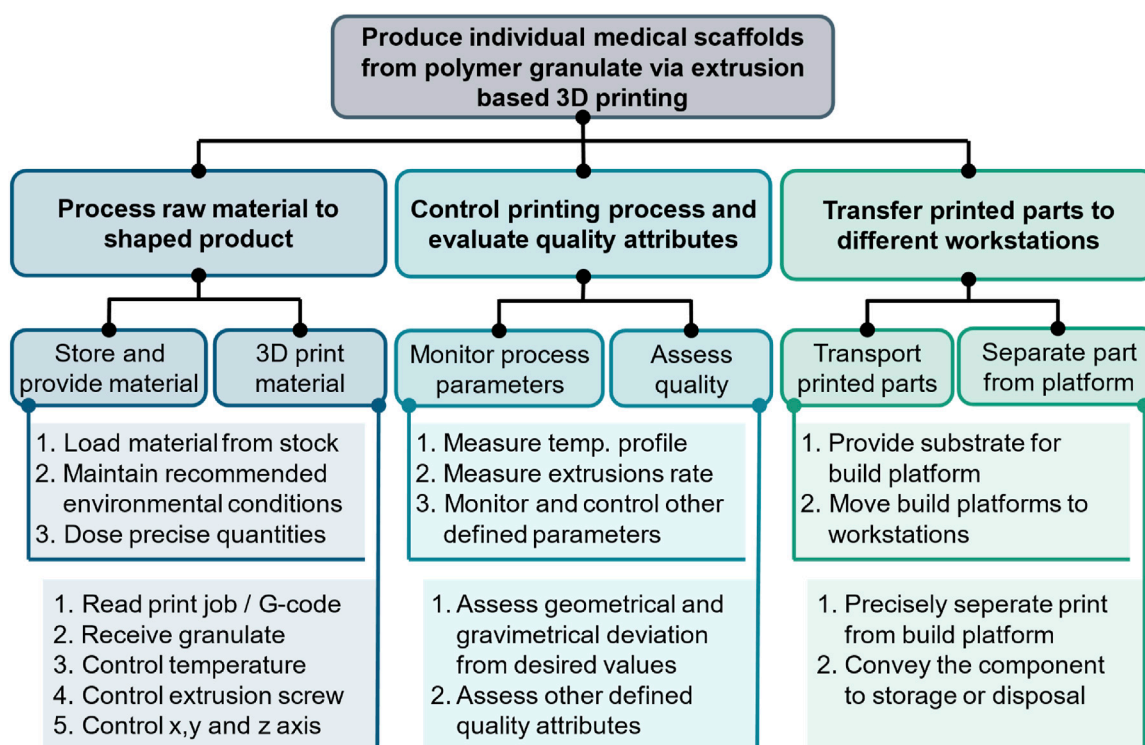 Produce individual medical scaffolds
from polymer granulate via extrusion
based 3D printing
Process raw material to
shaped product
Control printing process and
evaluate quality attributes
Transfer printed parts to
different workstations
Store and
provide material
3D print
material
Monitor process
parameters
Assess
quality
Transport
printed parts
Separate part
from platform
1. Load material from stock
2. Maintain recommended
environmental conditions
3. Dose precise quantities
1. Measure temp. profile
2. Measure extrusions rate
3. Monitor and control other
defined parameters
1. Provide substrate for
build platform
2. Move build platforms to
workstations
1. Read print job / G-code
2. Receive granulate
3. Control temperature
4. Control extrusion screw
5. Control x,y and z axis
1. Assess geometrical and
gravimetrical deviation
from desired values
2. Assess other defined
quality attributes
1. Precisely seperate print
from build platform
2. Convey the component
to storage or disposal